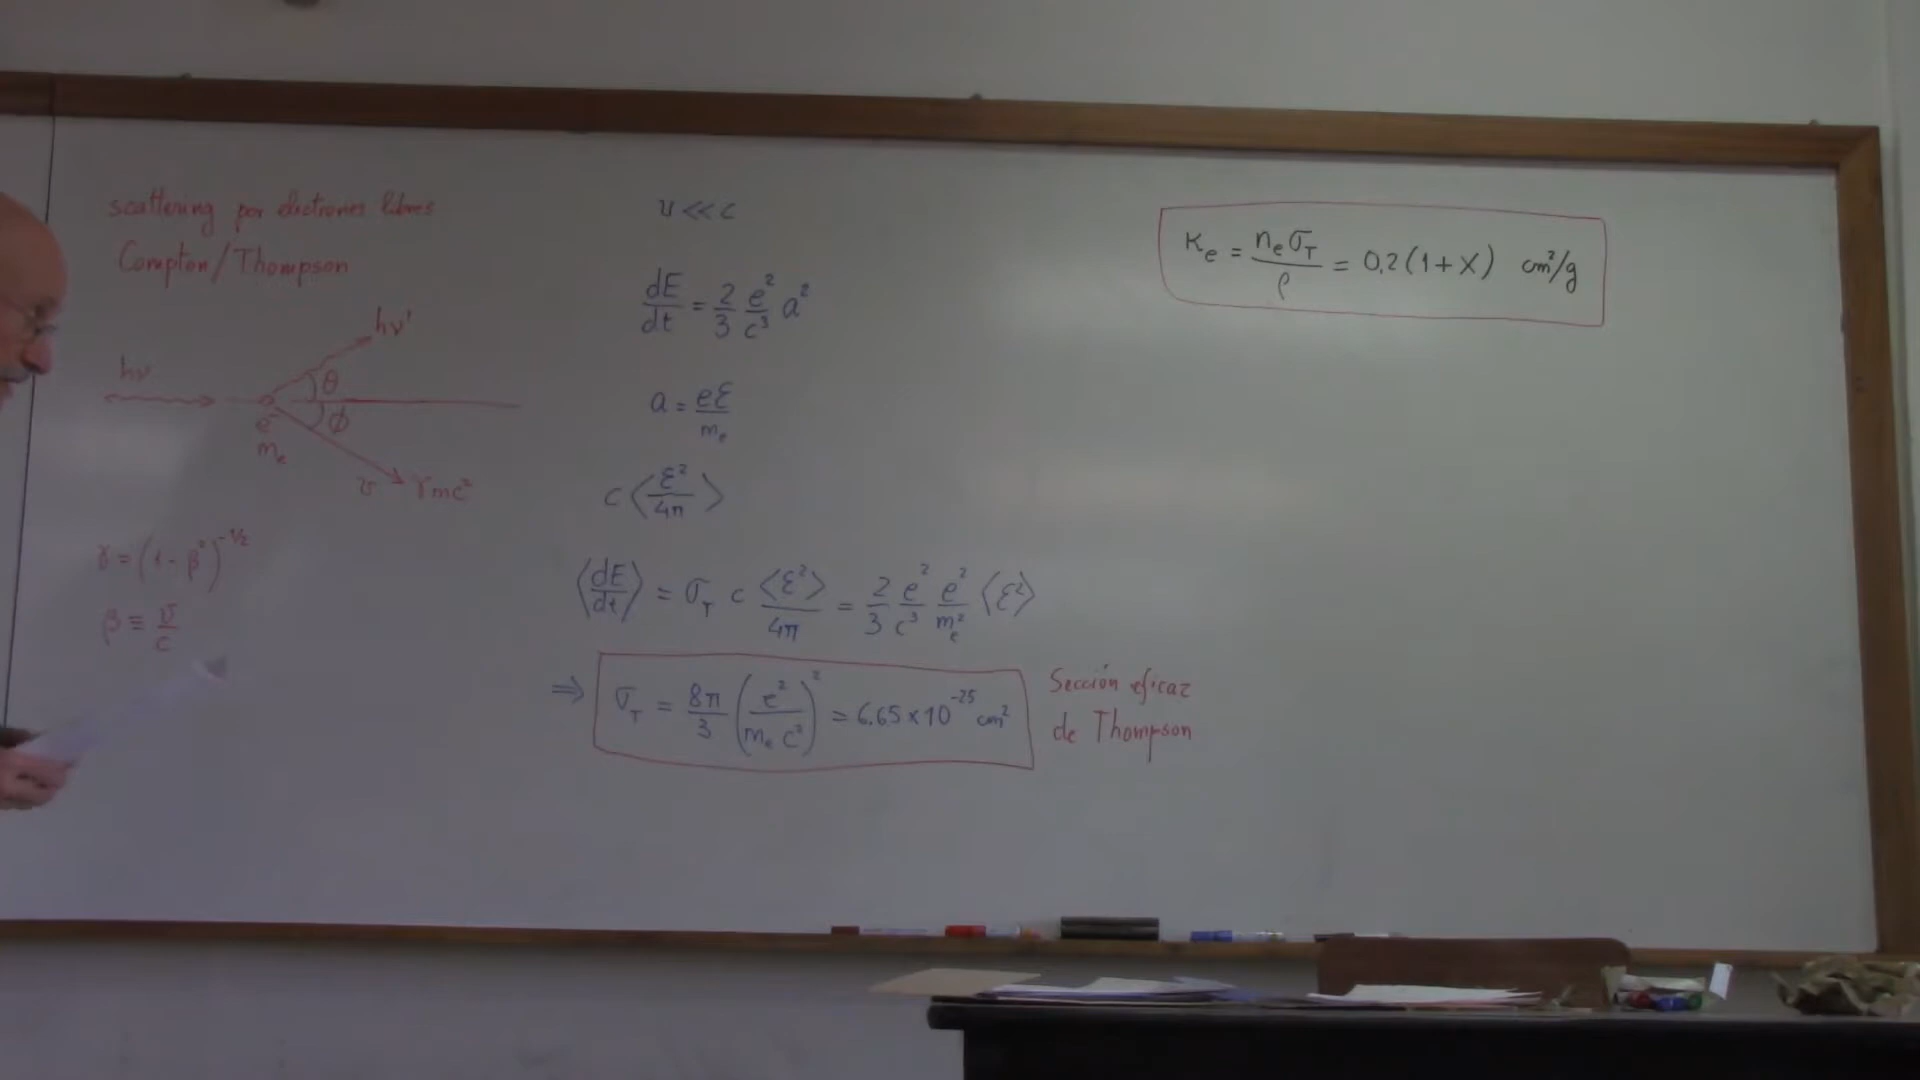 scattering por electrones libres
Compton/Thompson
hν'
hν
θ
ϕ
e⁻
mₑ
v
γmc²
γ = (1 - β²)^(-1/2)
β ≡ v/c
v << c
dE/dt = 2/3 e²/c³ a²
a = eℰ/mₑ
c ⟨ℰ²/4π⟩
⟨dE/dt⟩ = σ_T c ⟨ℰ²⟩/4π = 2/3 e²/c³ e²/mₑ² ⟨ℰ²⟩
⇒ σ_T = 8π/3 (e²/(mₑ c²))² = 6.65 × 10⁻²⁵ cm²
Sección eficaz
de Thompson
κₑ = nₑσ_T/ρ = 0.2(1+X) cm²/g